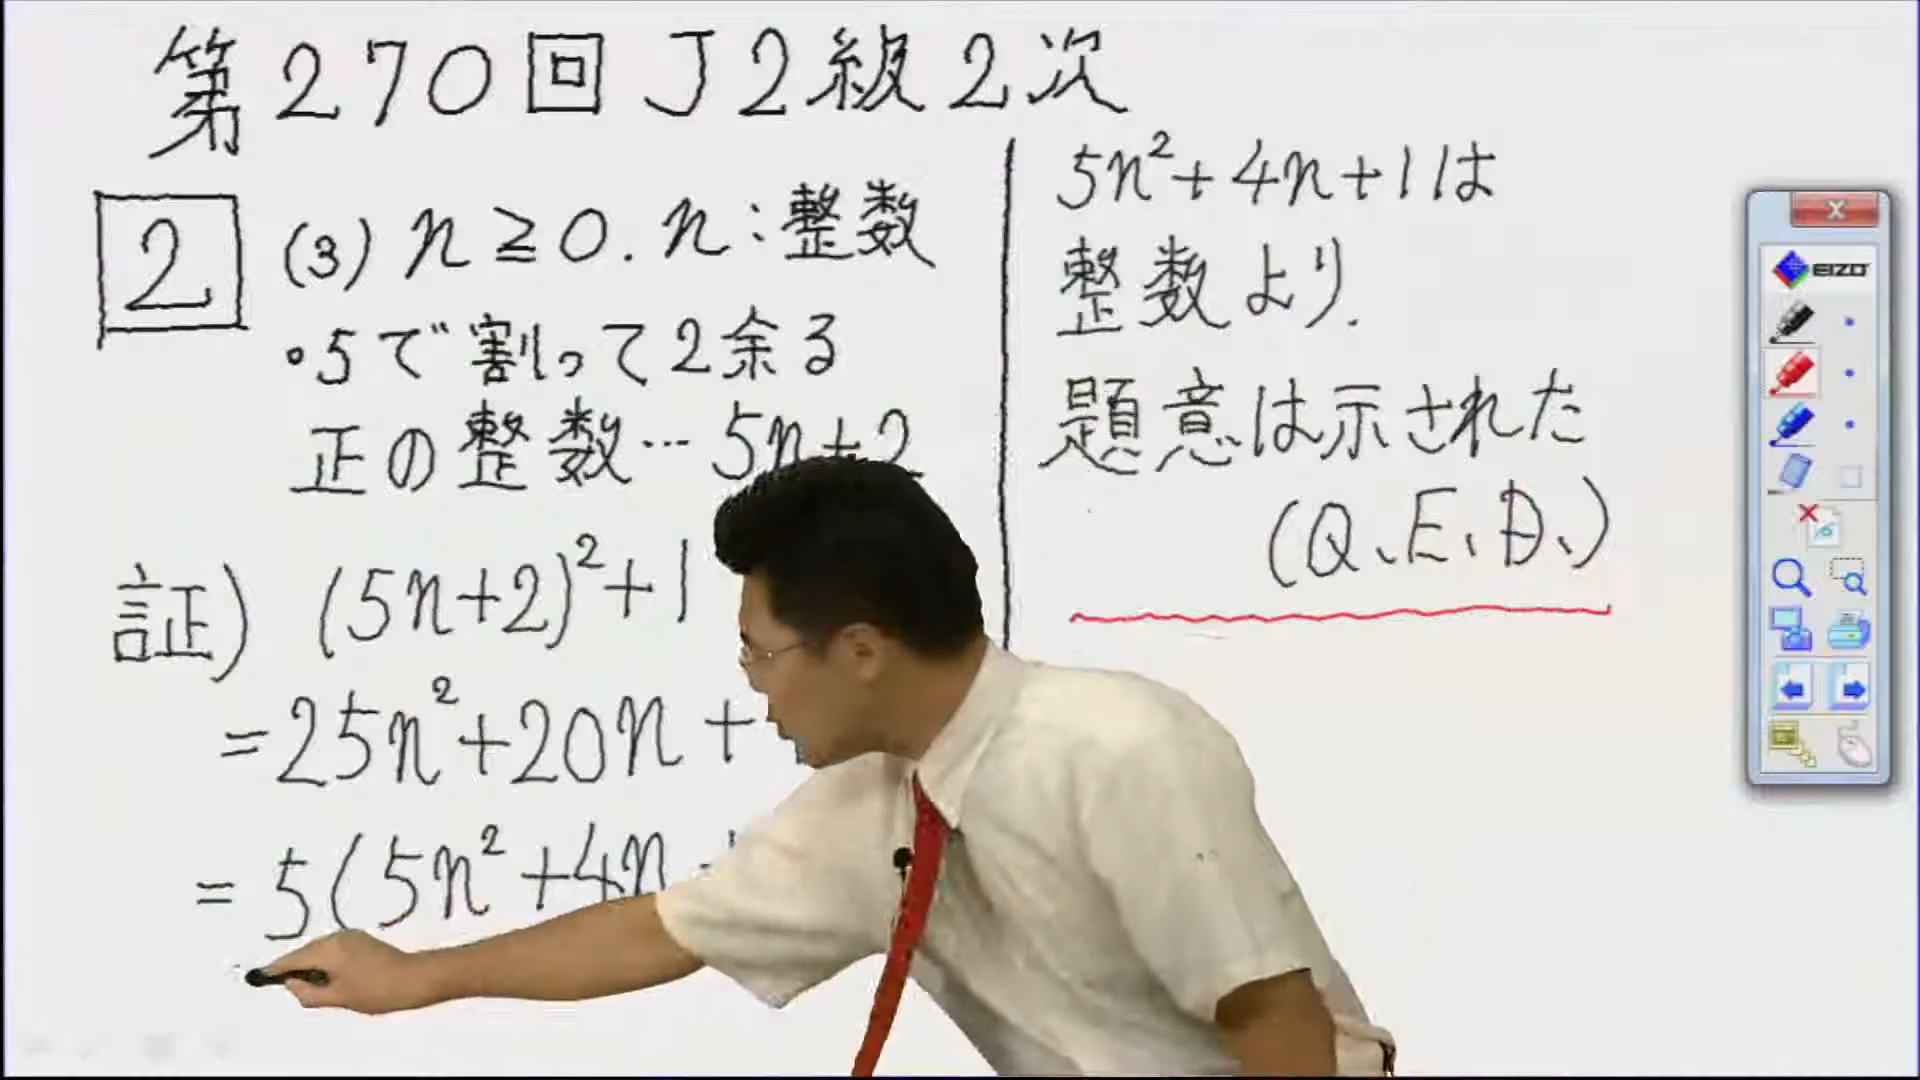 第270回 J2級2次
2 (3) n≧0. n:整数
・5で割って2余る
正の整数…5n+2
証) (5n+2)²+1
=25n²+20n+
=5(5n²+4n
5n²+4n+1は
整数より.
題意は示された
(Q、E、D、)
EIZO